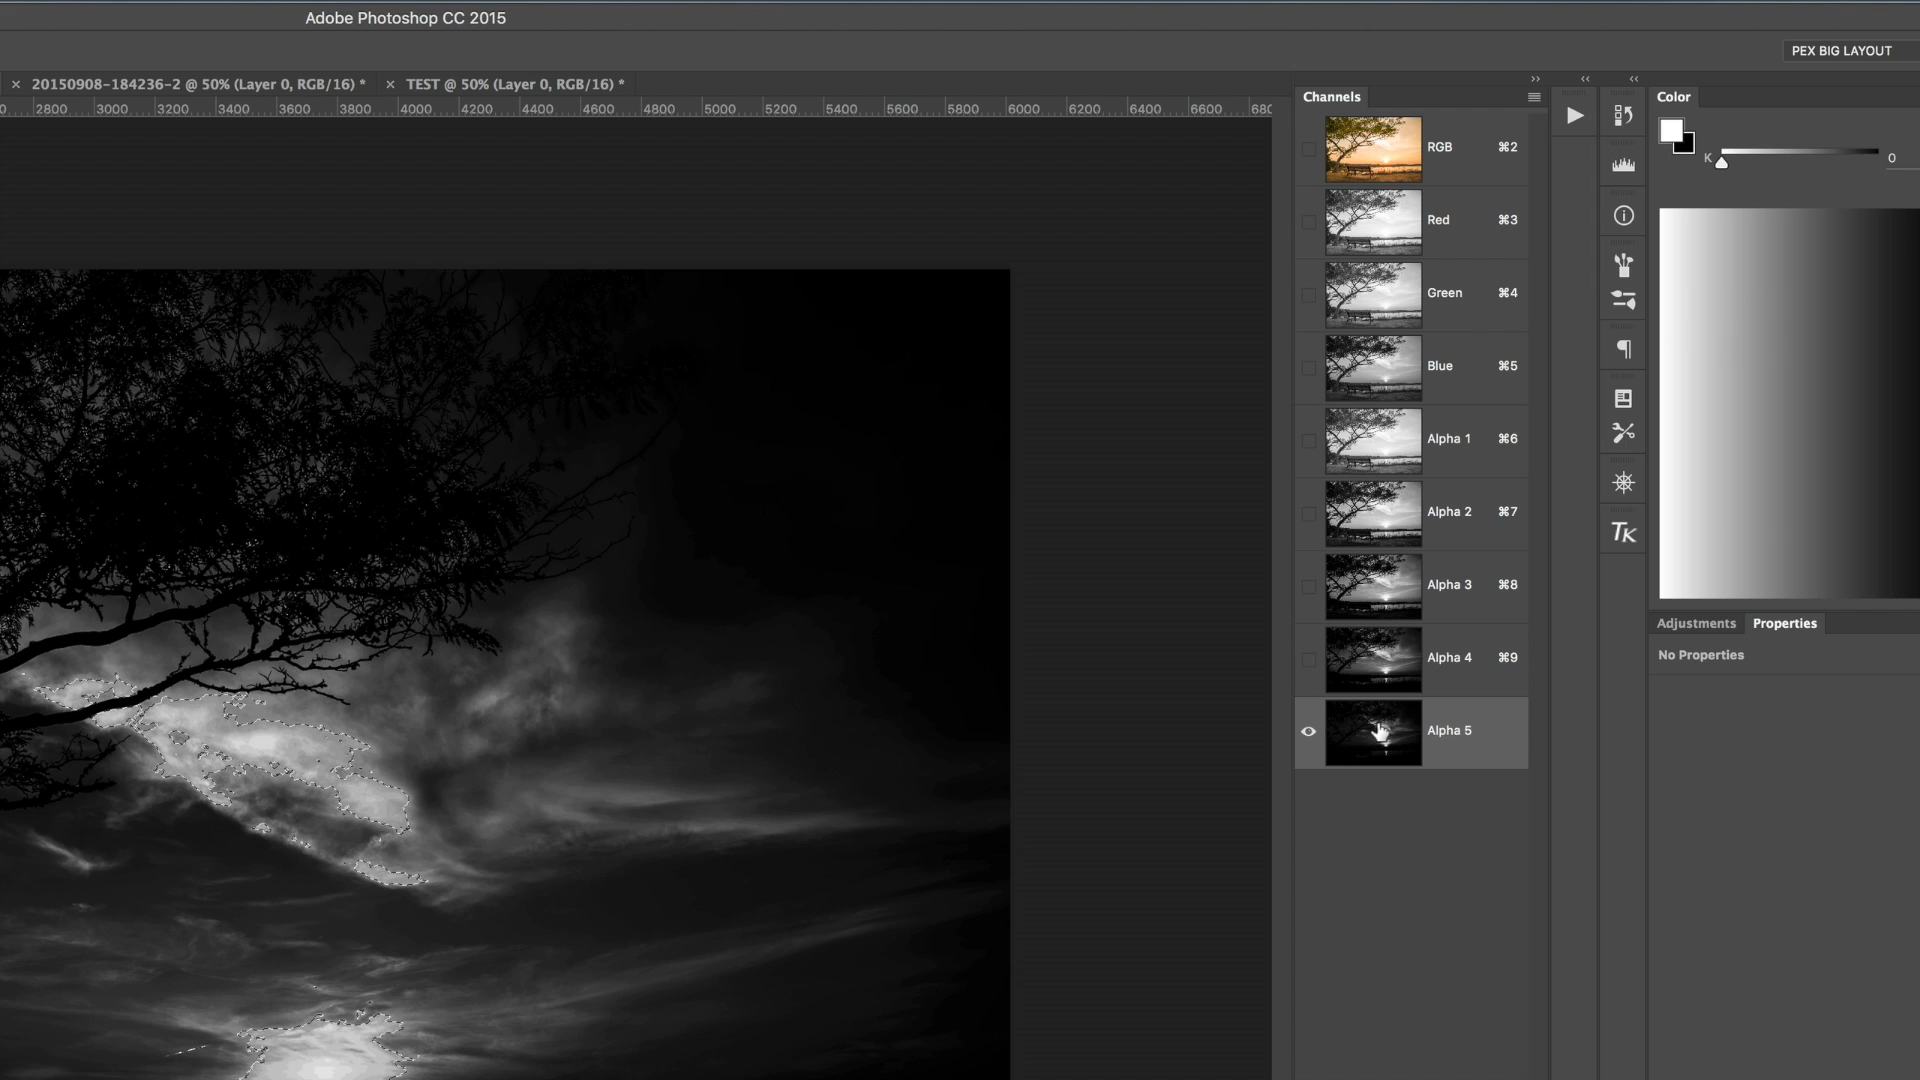 Adobe Photoshop CC 2015
PEX BIG LAYOUT
× 20150908-184236-2 @ 50% (Layer 0, RGB/16) * × TEST @ 50% (Layer 0, RGB/16) *
0 2800 3000 3200 3400 3600 3800 4000 4200 4400 4600 4800 5000 5200 5400 5600 5800 6000 6200 6400 6600 680
Channels
RGB ⌘2
Red ⌘3
Green ⌘4
Blue ⌘5
Alpha 1 ⌘6
Alpha 2 ⌘7
Alpha 3 ⌘8
Alpha 4 ⌘9
Alpha 5
TK
Color
K 0
Adjustments Properties
No Properties